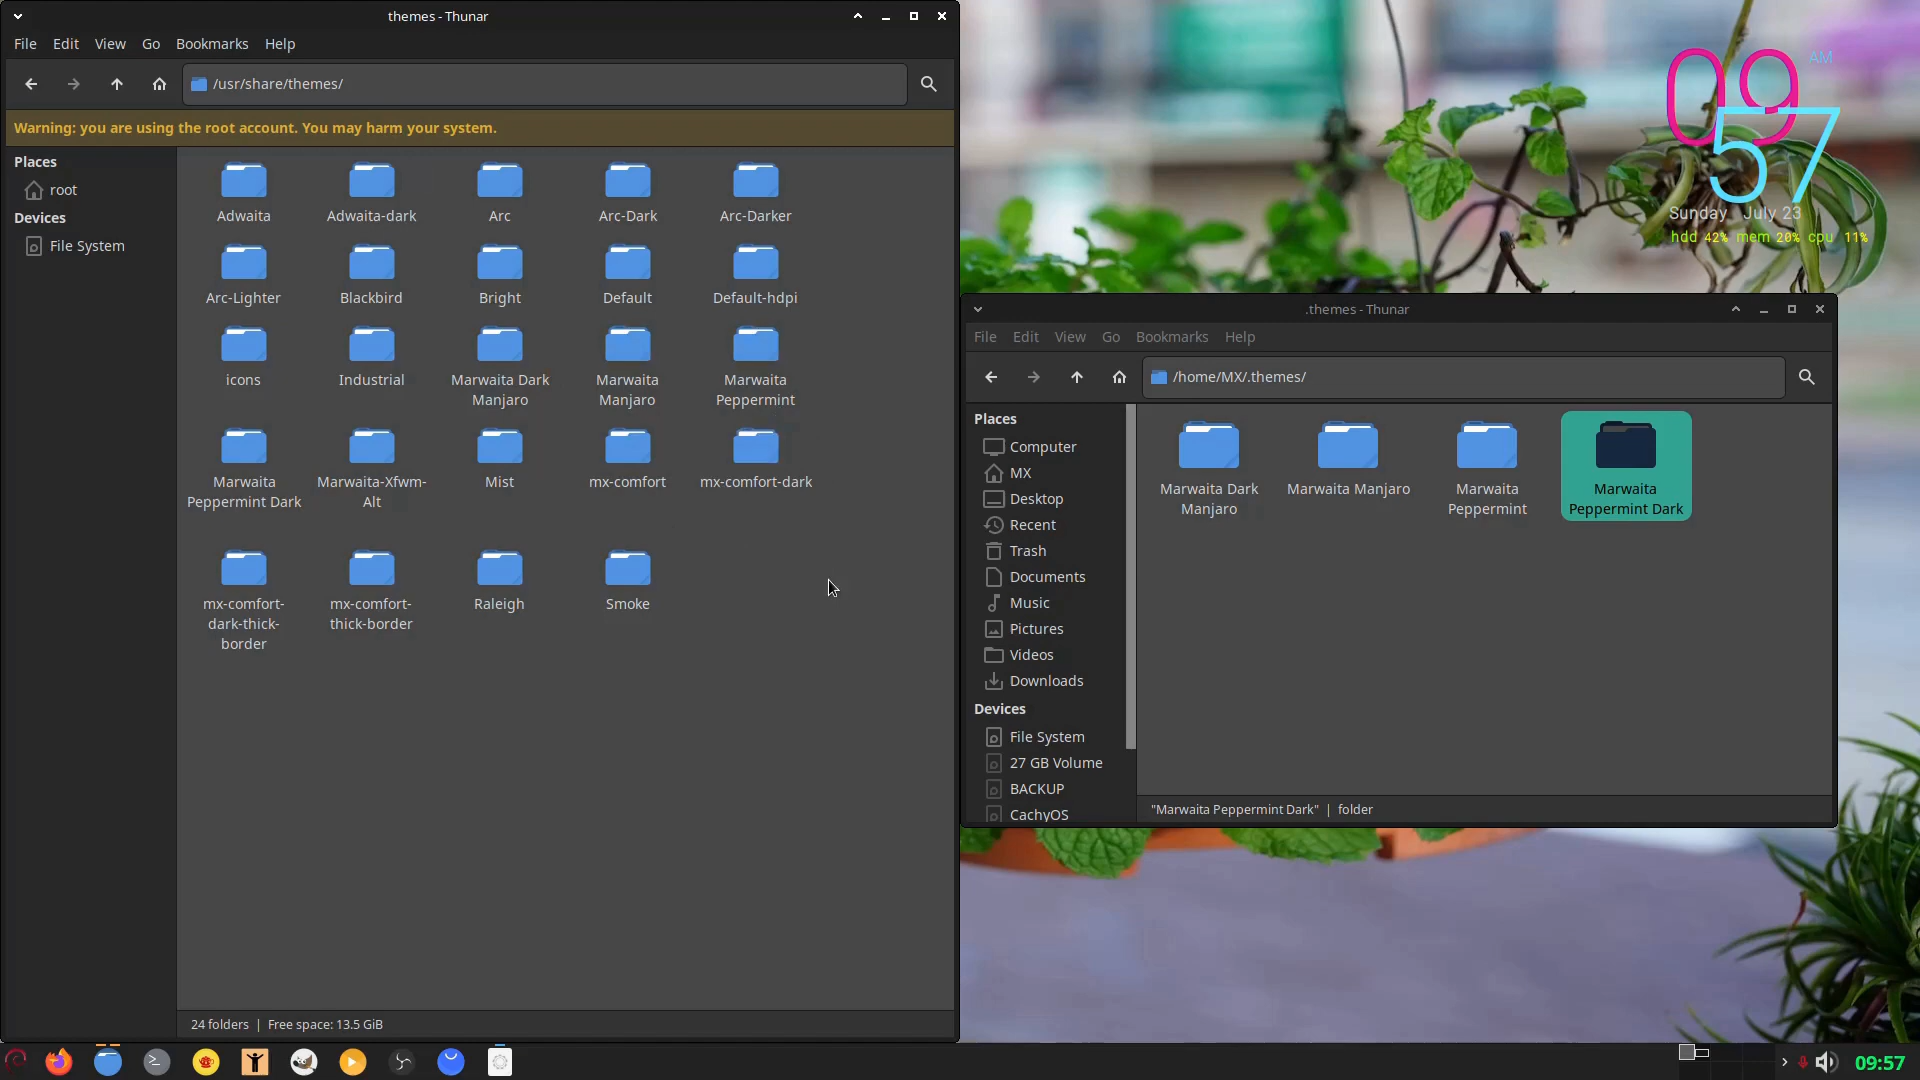 themes - Thunar
File Edit View Go Bookmarks Help
/usr/share/themes/
Warning: you are using the root account. You may harm your system.
Places
root
Devices
File System
Adwaita Adwaita-dark Arc Arc-Dark Arc-Darker
Arc-Lighter Blackbird Bright Default Default-hdpi
icons Industrial Marwaita Dark Marwaita Marwaita
Manjaro Manjaro Peppermint
Marwaita Marwaita-Xfwm- Mist mx-comfort mx-comfort-dark
Peppermint Dark Alt
mx-comfort- mx-comfort- Raleigh Smoke
dark-thick- thick-border
border
24 folders | Free space: 13.5 GiB
09 AM
57
Sunday July 23
hdd 42% mem 20% cpu 11%
.themes - Thunar
File Edit View Go Bookmarks Help
/home/MX/.themes/
Places
Computer
MX
Desktop
Recent
Trash
Documents
Music
Pictures
Videos
Downloads
Devices
File System
27 GB Volume
BACKUP
CachyOS
Marwaita Dark Marwaita Manjaro Marwaita Marwaita
Manjaro Peppermint Peppermint Dark
"Marwaita Peppermint Dark" | folder
09:57